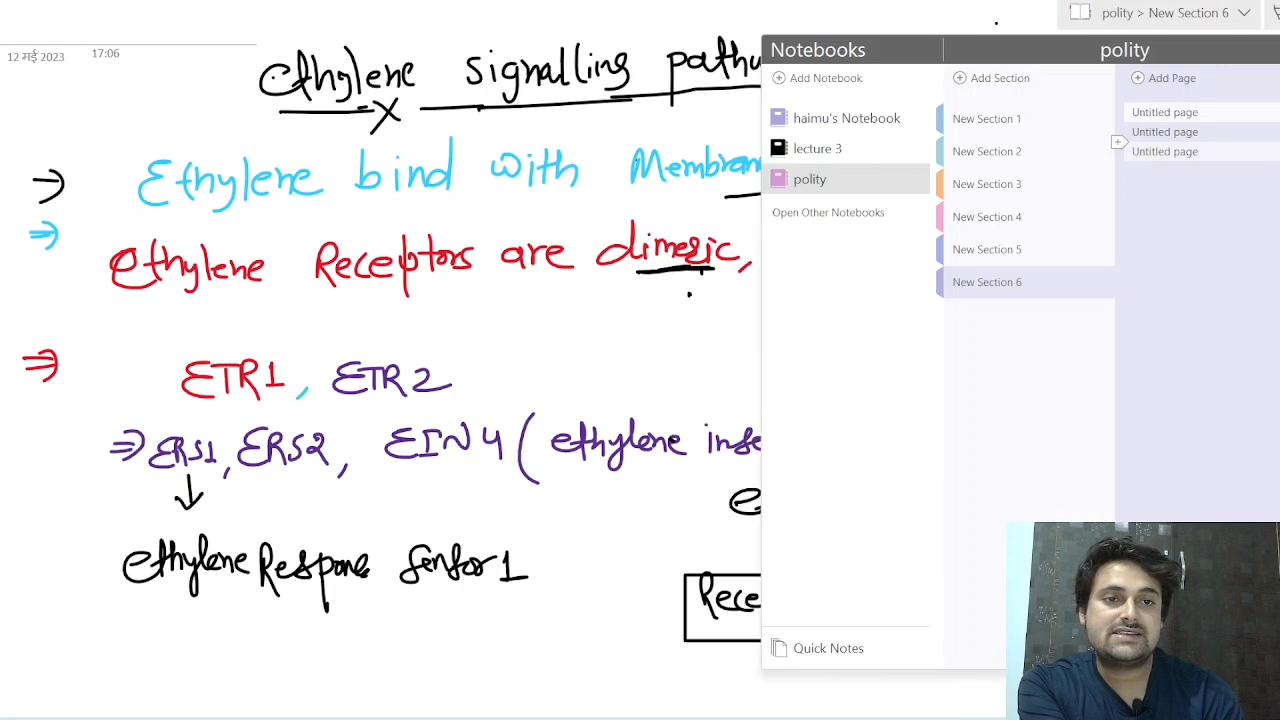 polity > New Section 6
12 मई 2023
17:06
ethylene signalling pathw
Ethylene bind with Membran
ethylene Receptors are dimeric,
ETR1, ETR2
ERS1, ERS2, EIN4 (ethylene inse
e
ethylene Respone Sensor 1
Rece
Notebooks
polity
Add Notebook
Add Section
Add Page
haimu's Notebook
lecture 3
polity
Open Other Notebooks
New Section 1
New Section 2
New Section 3
New Section 4
New Section 5
New Section 6
Untitled page
Untitled page
Untitled page
Quick Notes